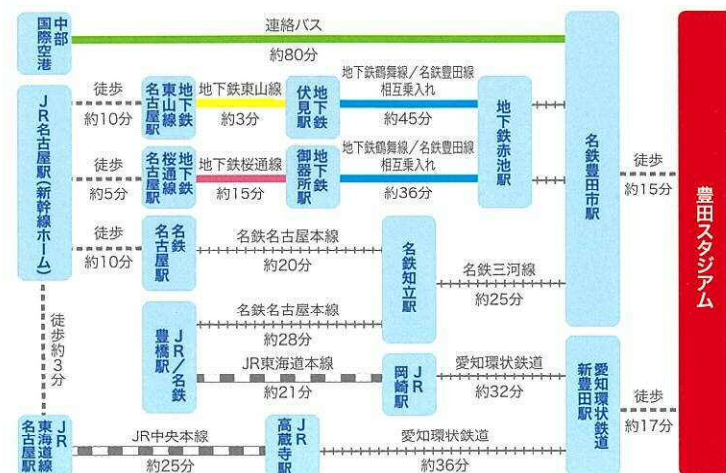 中部
国際空港
連絡バス
約80分
JR名古屋駅(新幹線ホーム)
徒歩
約10分
地下鉄
東山線
名古屋駅
地下鉄東山線
約3分
地下鉄
伏見駅
地下鉄鶴舞線/名鉄豊田線
相互乗入れ
約45分
地下鉄赤池駅
徒歩
約5分
地下鉄
桜通線
名古屋駅
地下鉄桜通線
約15分
地下鉄
御器所駅
地下鉄鶴舞線/名鉄豊田線
相互乗入れ
約36分
名鉄豊田市駅
徒歩
約15分
豊田スタジアム
徒歩
約10分
名鉄
名古屋駅
名鉄名古屋本線
約20分
名鉄知立駅
名鉄三河線
約25分
JR/名鉄
豊橋駅
名鉄名古屋本線
約28分
JR東海道本線
約21分
JR
岡崎駅
愛知環状鉄道
約32分
愛知環状鉄道
新豊田駅
徒歩
約17分
徒歩約3分
JR
東海道線
名古屋駅
JR中央本線
約25分
JR
高蔵寺駅
愛知環状鉄道
約36分